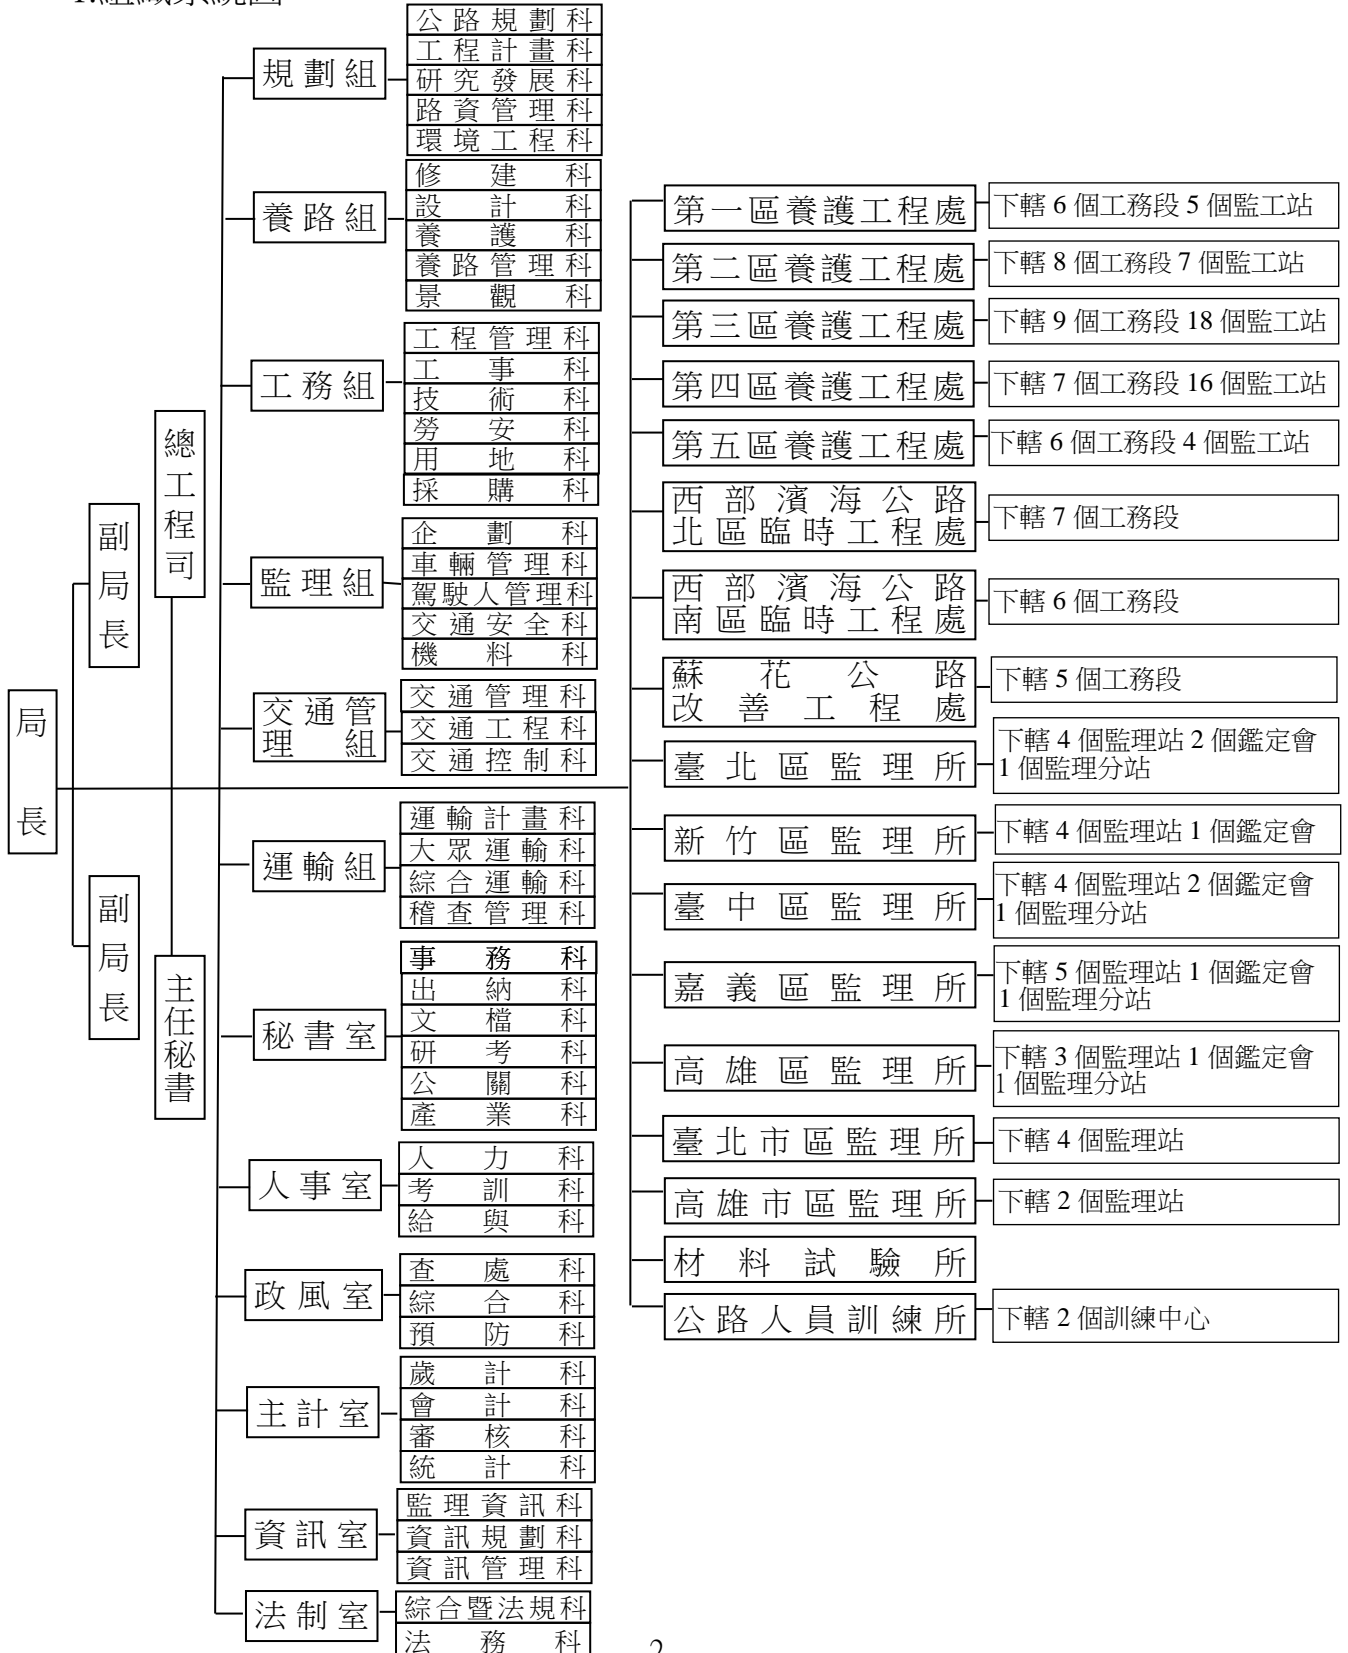 1.組織系統圖
局長
副局長
副局長
總工程司
主任秘書
規劃組
公路規劃科
工程計畫科
研究發展科
路資管理科
環境工程科
養路組
修建科
設計科
養護科
養路管理科
景觀科
工務組
工程管理科
工事科
技術科
勞安科
用地科
採購科
監理組
企劃科
車輛管理科
駕駛人管理科
交通安全科
機料科
交通管
理組
交通管理科
交通工程科
交通控制科
運輸組
運輸計畫科
大眾運輸科
綜合運輸科
稽查管理科
秘書室
事務科
出納科
文檔科
研考科
公關科
產業科
人事室
人力科
考訓科
給與科
政風室
查處科
綜合科
預防科
主計室
歲計科
會計科
審核科
統計科
資訊室
監理資訊科
資訊規劃科
資訊管理科
法制室
綜合暨法規科
法務科
第一區養護工程處
下轄 6 個工務段 5 個監工站
第二區養護工程處
下轄 8 個工務段 7 個監工站
第三區養護工程處
下轄 9 個工務段 18 個監工站
第四區養護工程處
下轄 7 個工務段 16 個監工站
第五區養護工程處
下轄 6 個工務段 4 個監工站
西部濱海公路
北區臨時工程處
下轄 7 個工務段
西部濱海公路
南區臨時工程處
下轄 6 個工務段
蘇花公路
改善工程處
下轄 5 個工務段
臺北區監理所
下轄 4 個監理站 2 個鑑定會
1 個監理分站
新竹區監理所
下轄 4 個監理站 1 個鑑定會
臺中區監理所
下轄 4 個監理站 2 個鑑定會
1 個監理分站
嘉義區監理所
下轄 5 個監理站 1 個鑑定會
1 個監理分站
高雄區監理所
下轄 3 個監理站 1 個鑑定會
1 個監理分站
臺北市區監理所
下轄 4 個監理站
高雄市區監理所
下轄 2 個監理站
材料試驗所
公路人員訓練所
下轄 2 個訓練中心
2